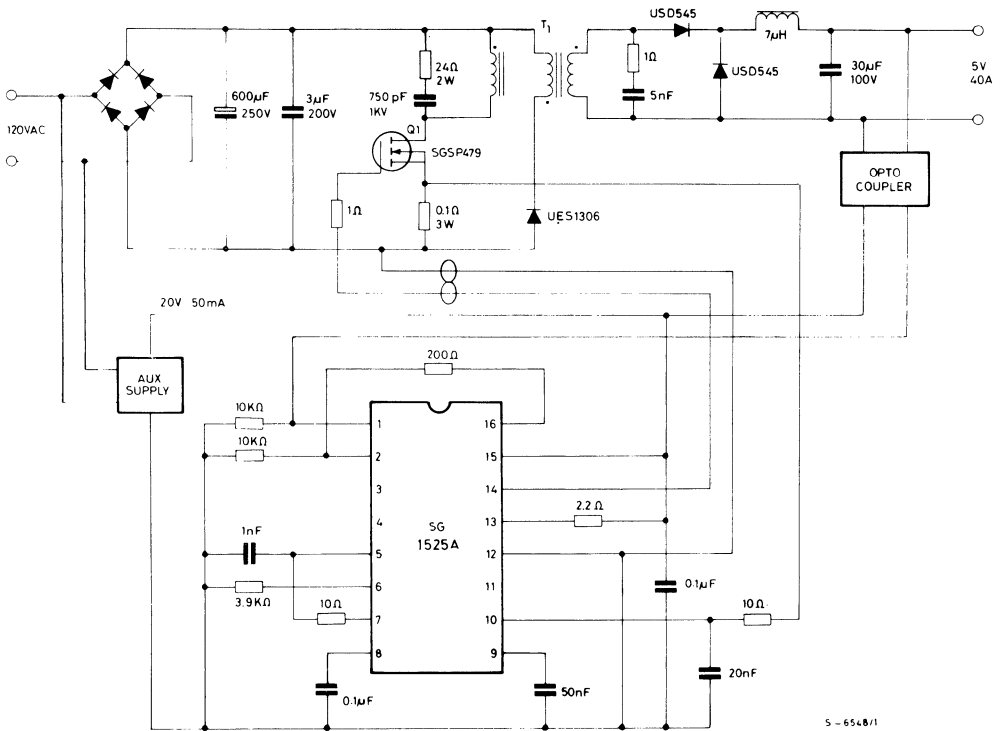 T1
USD545
24Ω
2W
1Ω
7µH
600µF
250V
3µF
200V
750 pF
1KV
5nF
USD545
30µF
100V
5V
40A
120VAC
Q1
SGSP479
OPTO
COUPLER
1Ω
0.1Ω
3W
UES1306
20V 50mA
AUX
SUPPLY
200Ω
10KΩ
1
16
10KΩ
2
15
3
14
2.2Ω
4
13
SG
1525A
1nF
5
12
6
11
0.1µF
3.9KΩ
10Ω
7
10
10Ω
8
9
0.1µF
50nF
20nF
S - 6548/1